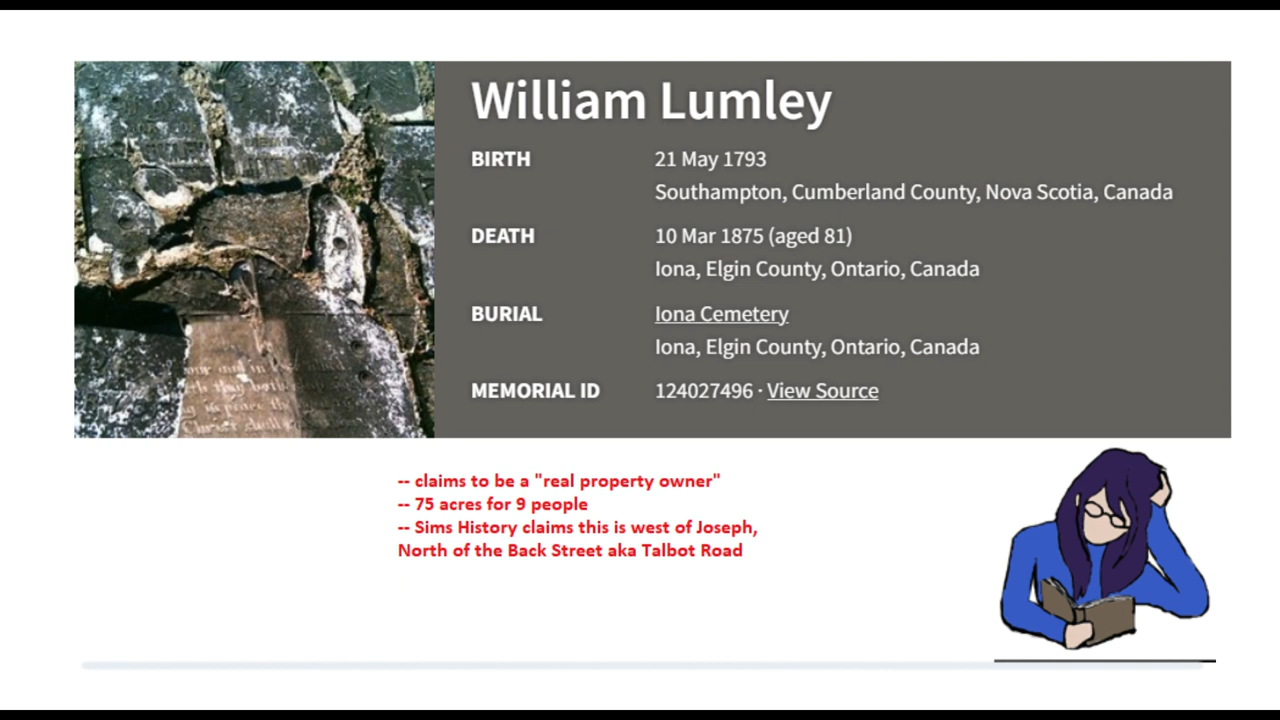 William Lumley
BIRTH 21 May 1793
Southampton, Cumberland County, Nova Scotia, Canada
DEATH 10 Mar 1875 (aged 81)
Iona, Elgin County, Ontario, Canada
BURIAL Iona Cemetery
Iona, Elgin County, Ontario, Canada
MEMORIAL ID 124027496 · View Source
-- claims to be a "real property owner"
-- 75 acres for 9 people
-- Sims History claims this is west of Joseph,
North of the Back Street aka Talbot Road